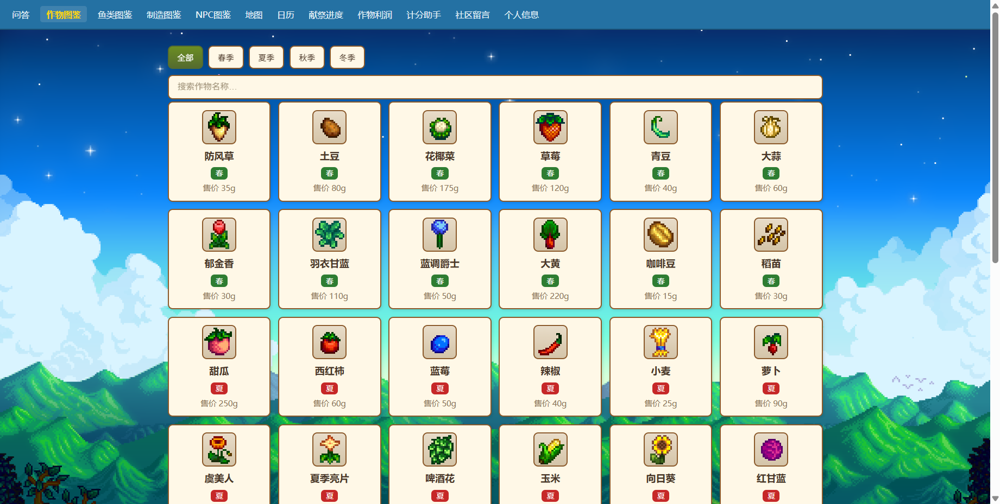 问答 作物图鉴 鱼类图鉴 制造图鉴 NPC图鉴 地图 日历 献祭进度 作物利润 计分助手 社区留言 个人信息
全部 春季 夏季 秋季 冬季
搜索作物名称...
防风草 土豆 花椰菜 草莓 青豆 大蒜
春 春 春 春 春 春
售价 35g 售价 80g 售价 175g 售价 120g 售价 40g 售价 60g
郁金香 羽衣甘蓝 蓝调爵士 大黄 咖啡豆 稻苗
春 春 春 春 春 春
售价 30g 售价 110g 售价 50g 售价 220g 售价 15g 售价 30g
甜瓜 西红柿 蓝莓 辣椒 小麦 萝卜
夏 夏 夏 夏 夏 夏
售价 250g 售价 60g 售价 50g 售价 40g 售价 25g 售价 90g
虞美人 夏季亮片 啤酒花 玉米 向日葵 红甘蓝
夏 夏 夏 夏 夏 夏